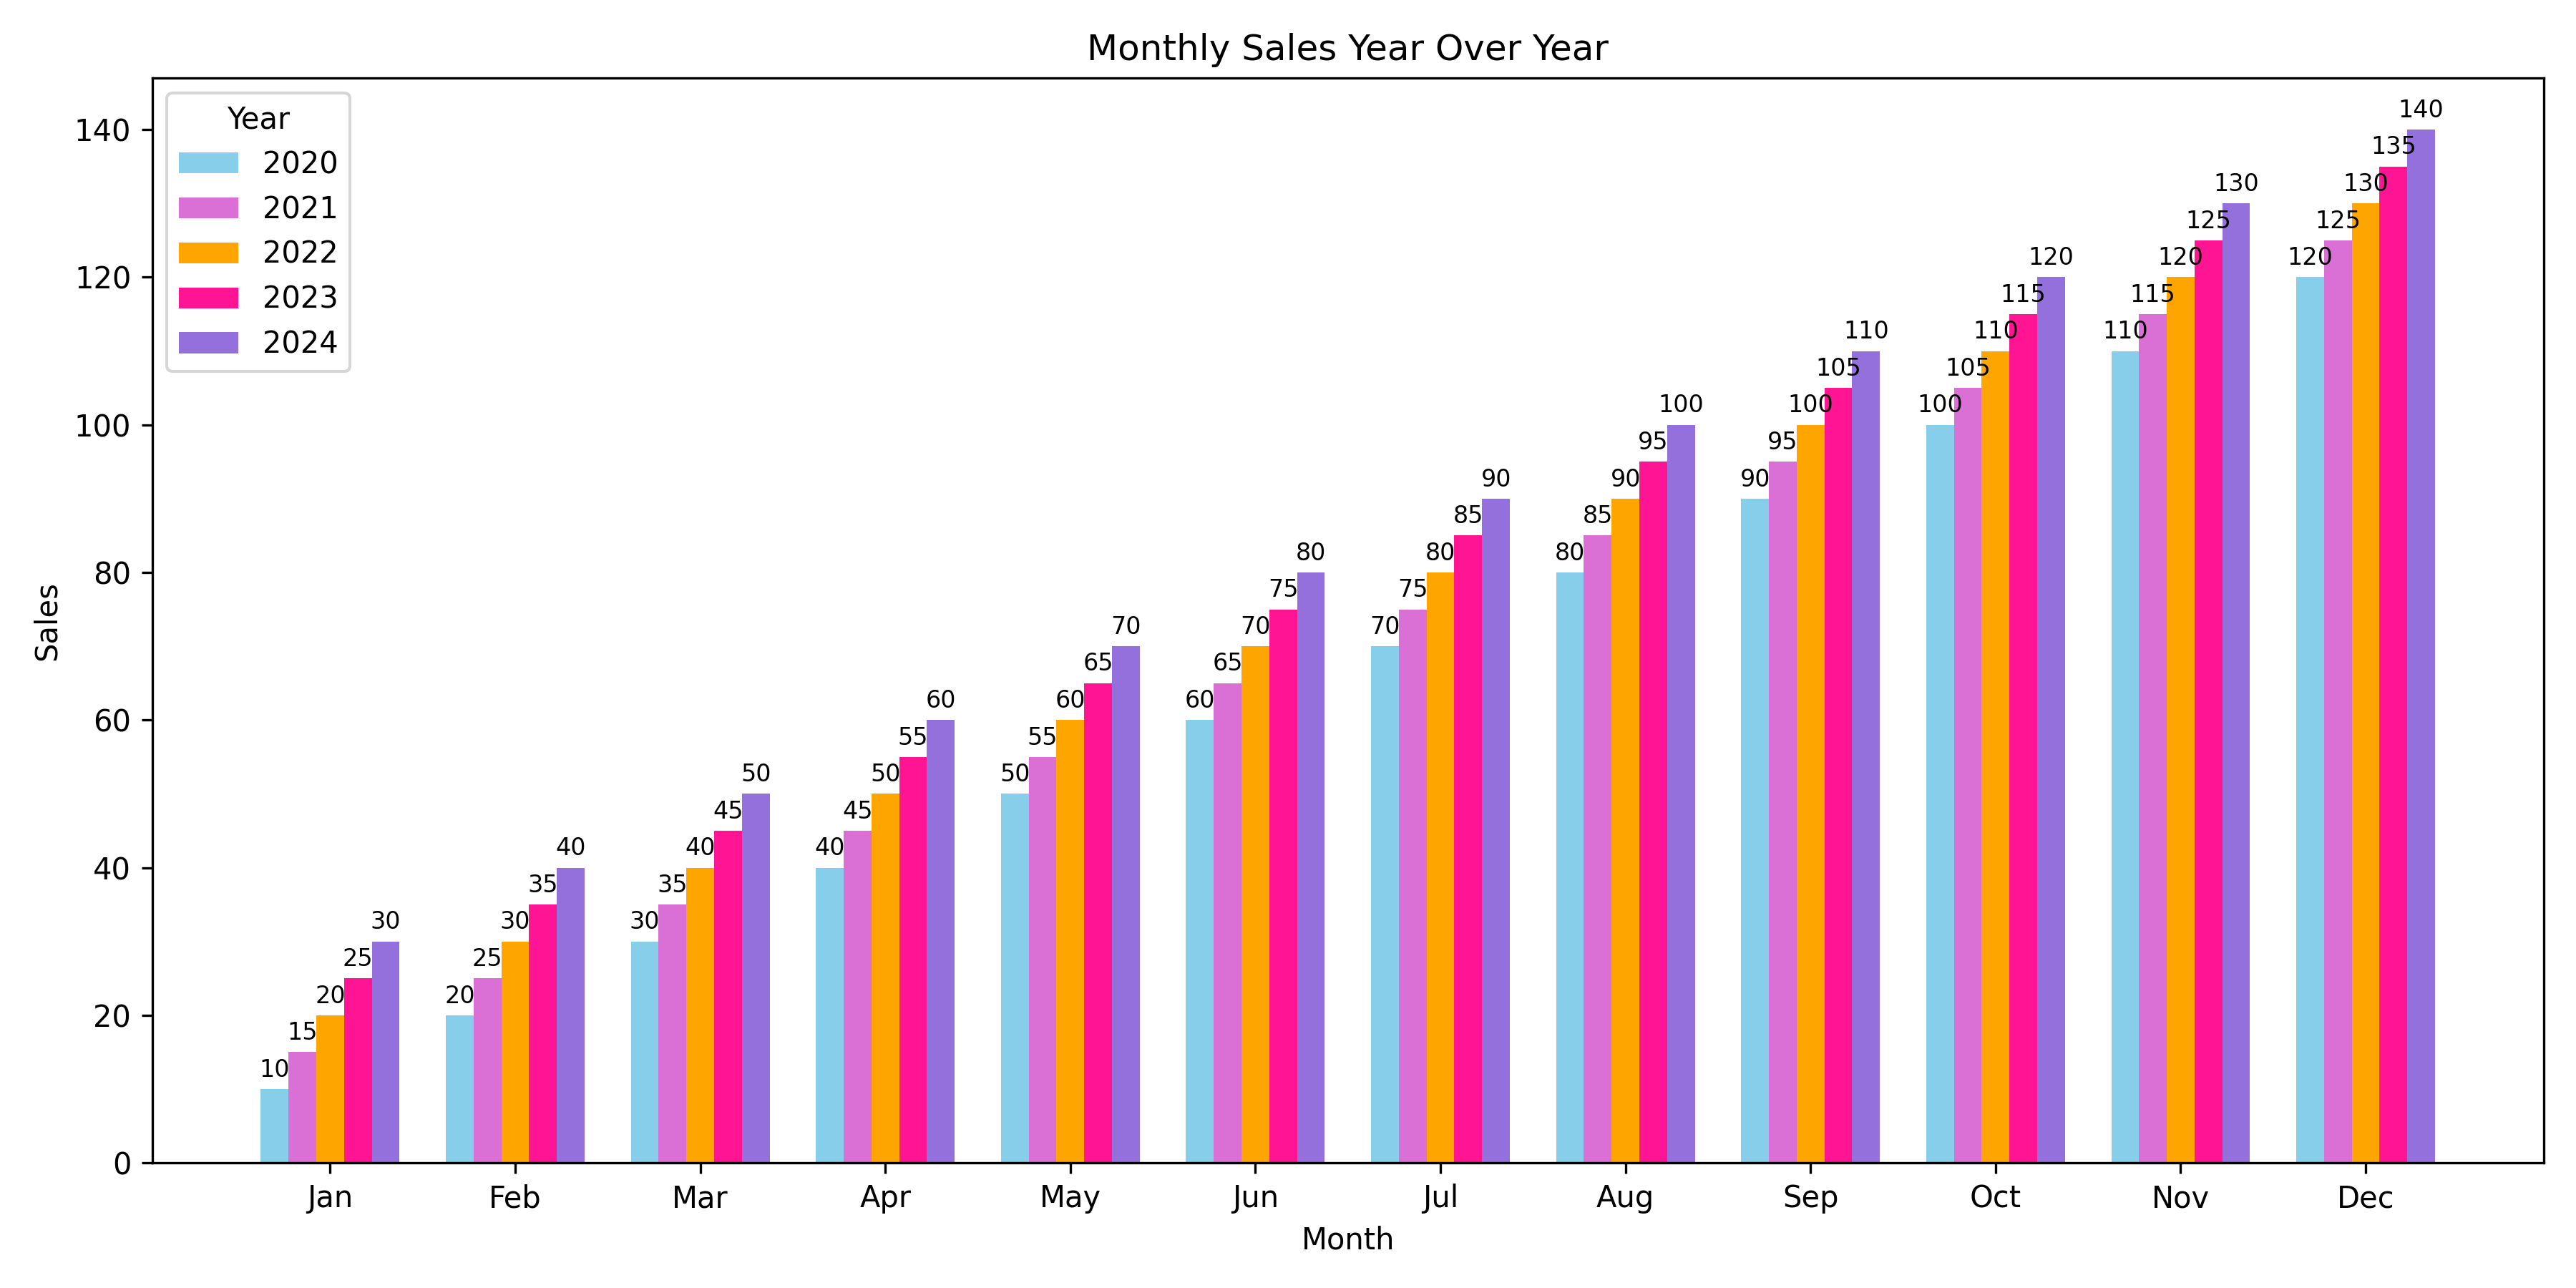 Monthly Sales Year Over Year
Year
2020
2021
2022
2023
2024
Sales
140
120
100
80
60
40
20
0
10 15 20 25 30
20 25 30 35 40
30 35 40 45 50
40 45 50 55 60
50 55 60 65 70
60 65 70 75 80
70 75 80 85 90
80 85 90 95 100
90 95 100 105 110
100 105 110 115 120
110 115 120 125 130
120 125 130 135 140
Jan Feb Mar Apr May Jun Jul Aug Sep Oct Nov Dec
Month